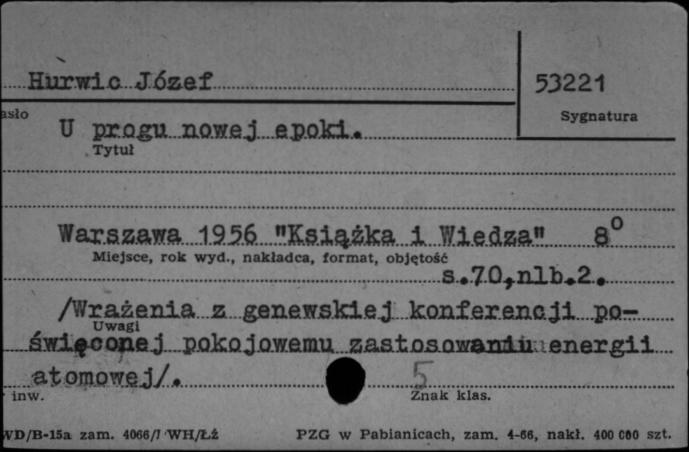 Hurwic Józef
53221
asło
Sygnatura
U progu nowej epoki.
Tytuł
Warszawa 1956 "Książka i Wiedza" 8°
Miejsce, rok wyd., nakładca, format, objętość
s.70,nlb.2.
/Wrażenia z genewskiej konferencji po-
Uwagi
święconej pokojowemu zastosowaniu energii
atomowej/.
5
inw.
Znak klas.
WD/B-15a zam. 4066/I WH/Łź
PZG w Pabianicach, zam. 4-66, nakł. 400 000 szt.